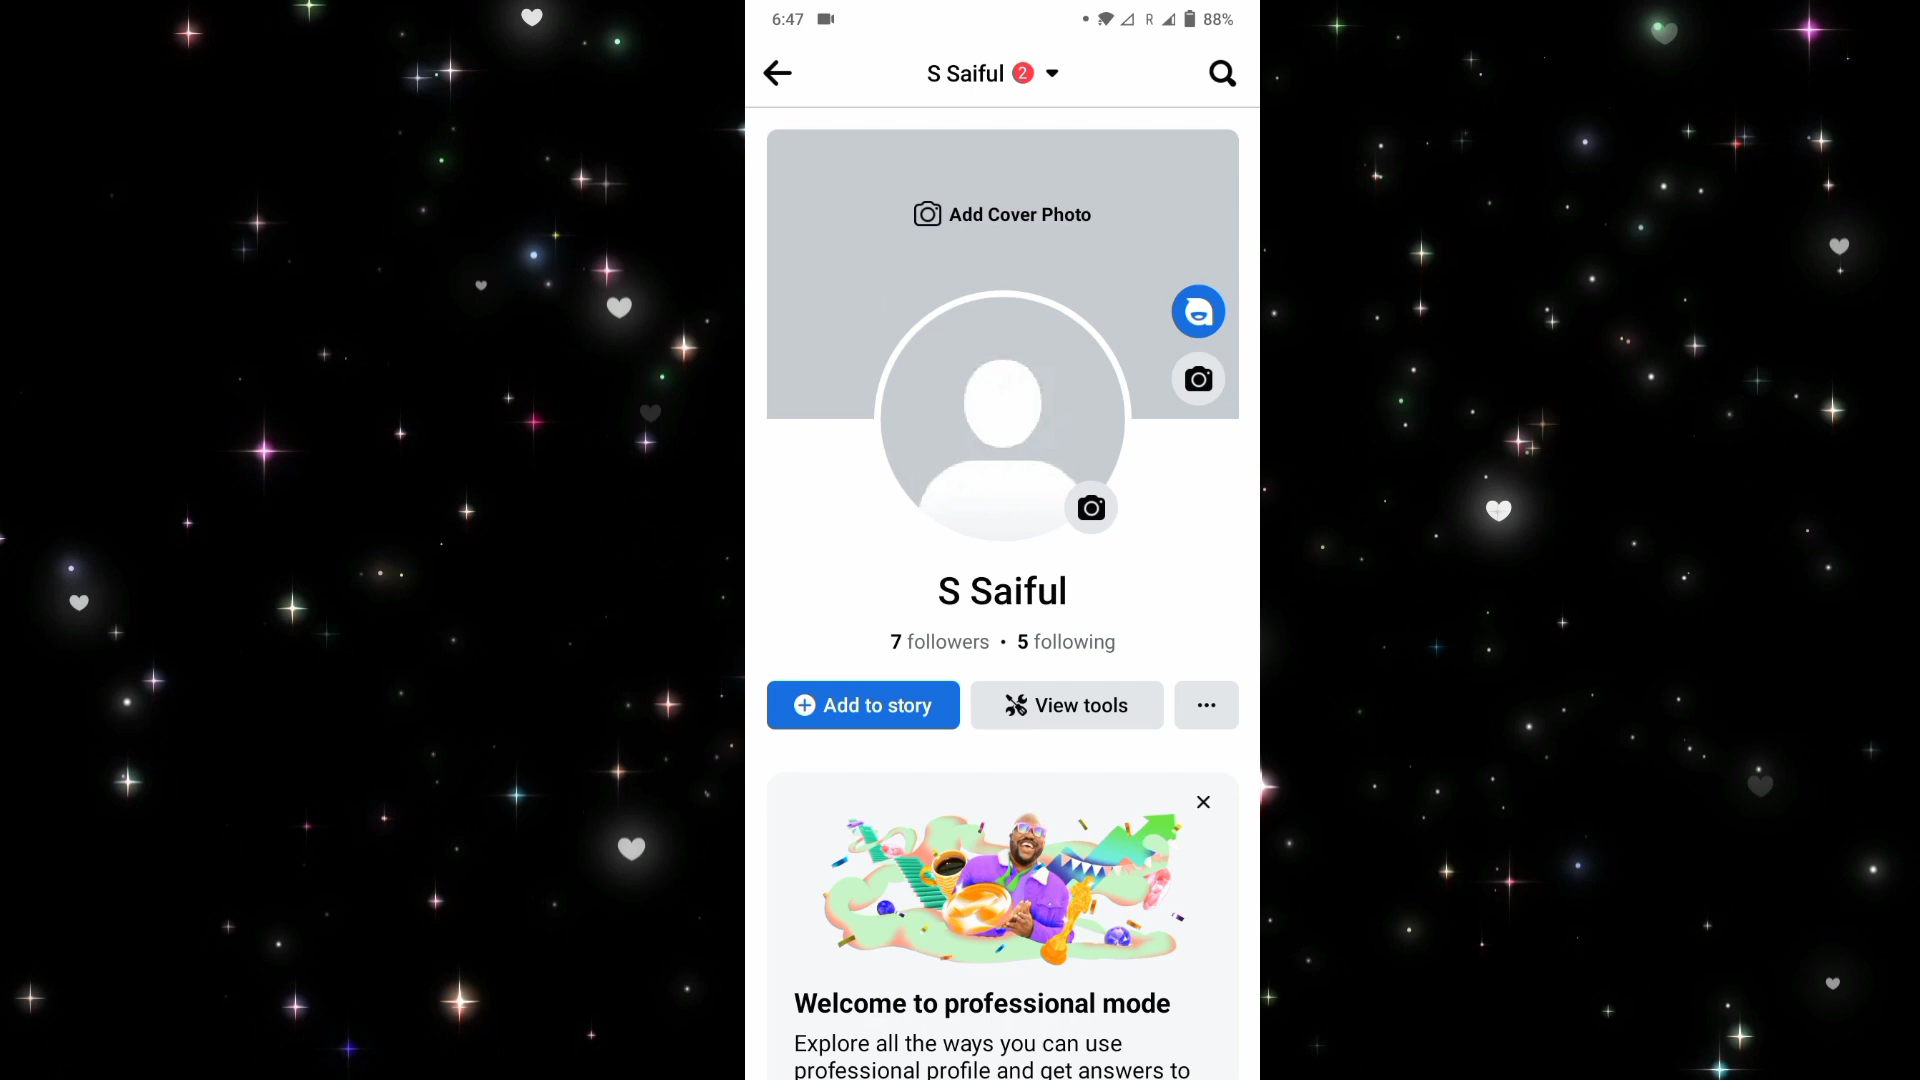 6:47
R
88%
S Saiful 2
Add Cover Photo
S Saiful
7 followers • 5 following
Add to story
View tools
Welcome to professional mode
Explore all the ways you can use
professional profile and get answers to